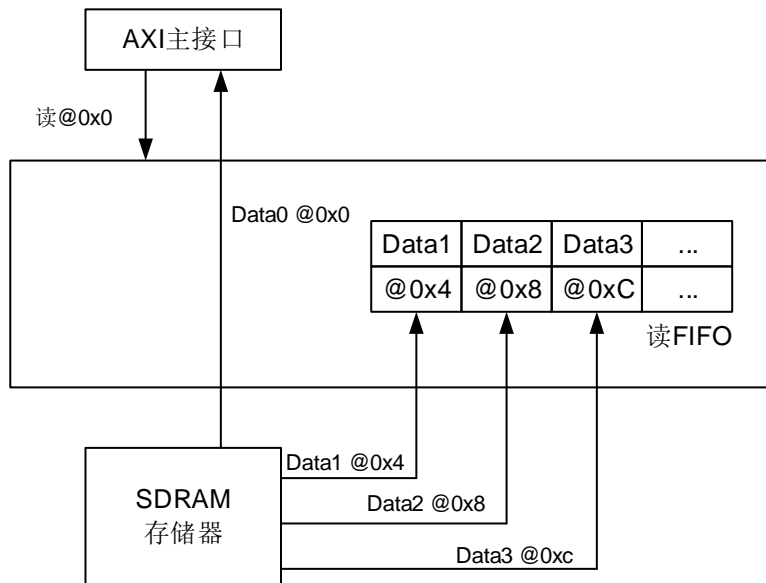 AXI主接口
读@0x0
Data0 @0x0
Data1 Data2 Data3 ...
@0x4 @0x8 @0xC ...
读FIFO
Data1 @0x4
SDRAM
存储器
Data2 @0x8
Data3 @0xc